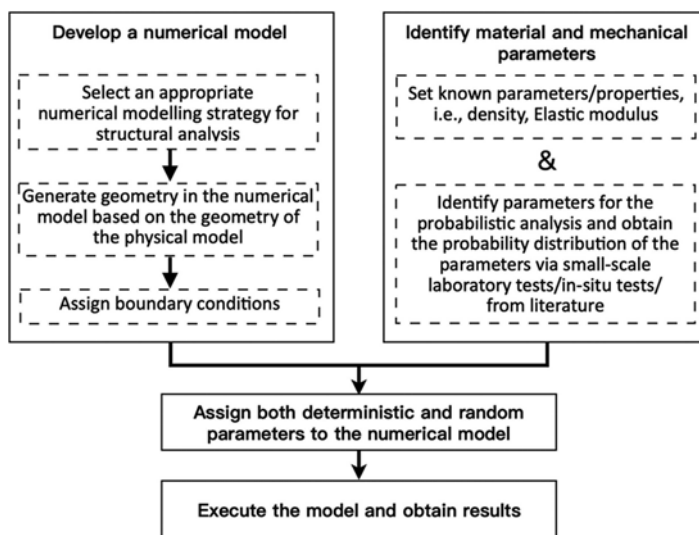 Develop a numerical model
Select an appropriate
numerical modelling strategy for
structural analysis
Generate geometry in the numerical
model based on the geometry of
the physical model
Assign boundary conditions
Identify material and mechanical
parameters
Set known parameters/properties,
i.e., density, Elastic modulus
&
Identify parameters for
the probabilistic analysis and obtain
the probability distribution of the
parameters via small-scale
laboratory tests/in-situ tests/
from literature
Assign both deterministic and random
parameters to the numerical model
Execute the model and obtain results